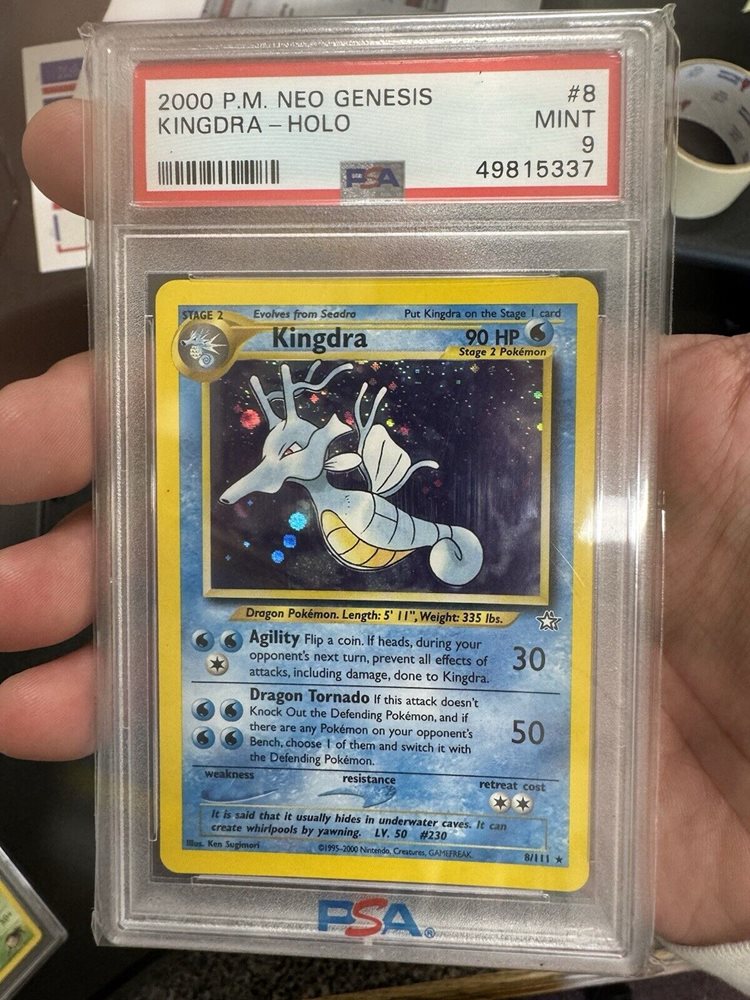 2000 P.M. NEO GENESIS #8
KINGDRA – HOLO MINT
9
PSA 49815337
STAGE 2 Evolves from Seadra Put Kingdra on the Stage 1 card
Kingdra 90 HP
Stage 2 Pokémon
Dragon Pokémon. Length: 5' 11", Weight: 335 lbs.
Agility Flip a coin. If heads, during your
opponent's next turn, prevent all effects of
attacks, including damage, done to Kingdra.
30
Dragon Tornado If this attack doesn't
Knock Out the Defending Pokémon, and if
there are any Pokémon on your opponent's
Bench, choose 1 of them and switch it with
the Defending Pokémon.
50
weakness resistance retreat cost
It is said that it usually hides in underwater caves. It can
create whirlpools by yawning. LV. 50 #230
Illus. Ken Sugimori ©1995-2000 Nintendo, Creatures, GAMEFREAK. 8/111 ★
PSA®